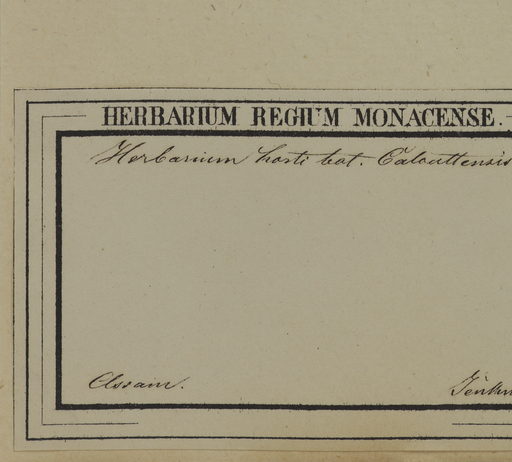 HERBARIUM REGIUM MONACENSE.
Herbarium horti bot. Calcuttensis
Assam.